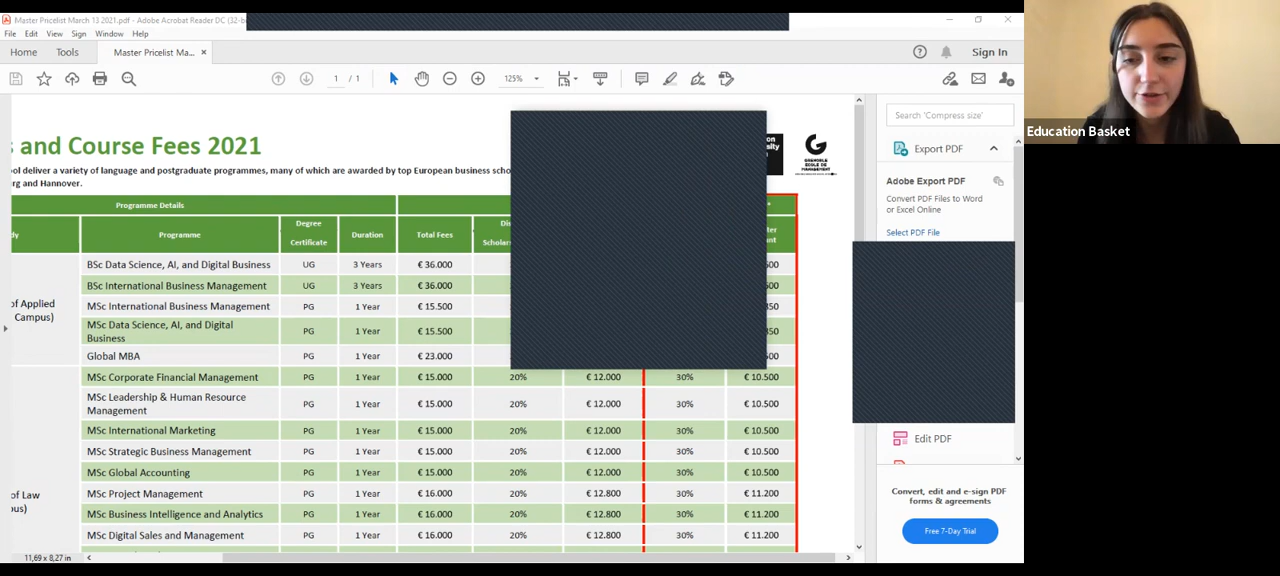 Master Pricelist March 13 2021.pdf - Adobe Acrobat Reader DC (32-b
File Edit View Sign Window Help
Home Tools Master Pricelist Ma... × Sign In
1 / 1 125%
and Course Fees 2021
ool deliver a variety of language and postgraduate programmes, many of which are awarded by top European business scho
rg and Hannover.
GRENOBLE
ECOLE DE
MANAGEMENT
Programme Details
Programme Degree Certificate Duration Total Fees
BSc Data Science, AI, and Digital Business UG 3 Years € 36.000
BSc International Business Management UG 3 Years € 36.000
of Applied
Campus)
MSc International Business Management PG 1 Year € 15.500
MSc Data Science, AI, and Digital
Business PG 1 Year € 15.500
Global MBA PG 1 Year € 23.000
MSc Corporate Financial Management PG 1 Year € 15.000 20% € 12.000 30% € 10.500
MSc Leadership & Human Resource
Management PG 1 Year € 15.000 20% € 12.000 30% € 10.500
MSc International Marketing PG 1 Year € 15.000 20% € 12.000 30% € 10.500
MSc Strategic Business Management PG 1 Year € 15.000 20% € 12.000 30% € 10.500
MSc Global Accounting PG 1 Year € 15.000 20% € 12.000 30% € 10.500
of Law
MSc Project Management PG 1 Year € 16.000 20% € 12.800 30% € 11.200
MSc Business Intelligence and Analytics PG 1 Year € 16.000 20% € 12.800 30% € 11.200
MSc Digital Sales and Management PG 1 Year € 16.000 20% € 12.800 30% € 11.200
11,69 x 8,27 in
Search 'Compress size'
Export PDF
Adobe Export PDF
Convert PDF Files to Word
or Excel Online
Select PDF File
Edit PDF
Convert, edit and e-sign PDF
forms & agreements
Free 7-Day Trial
Education Basket